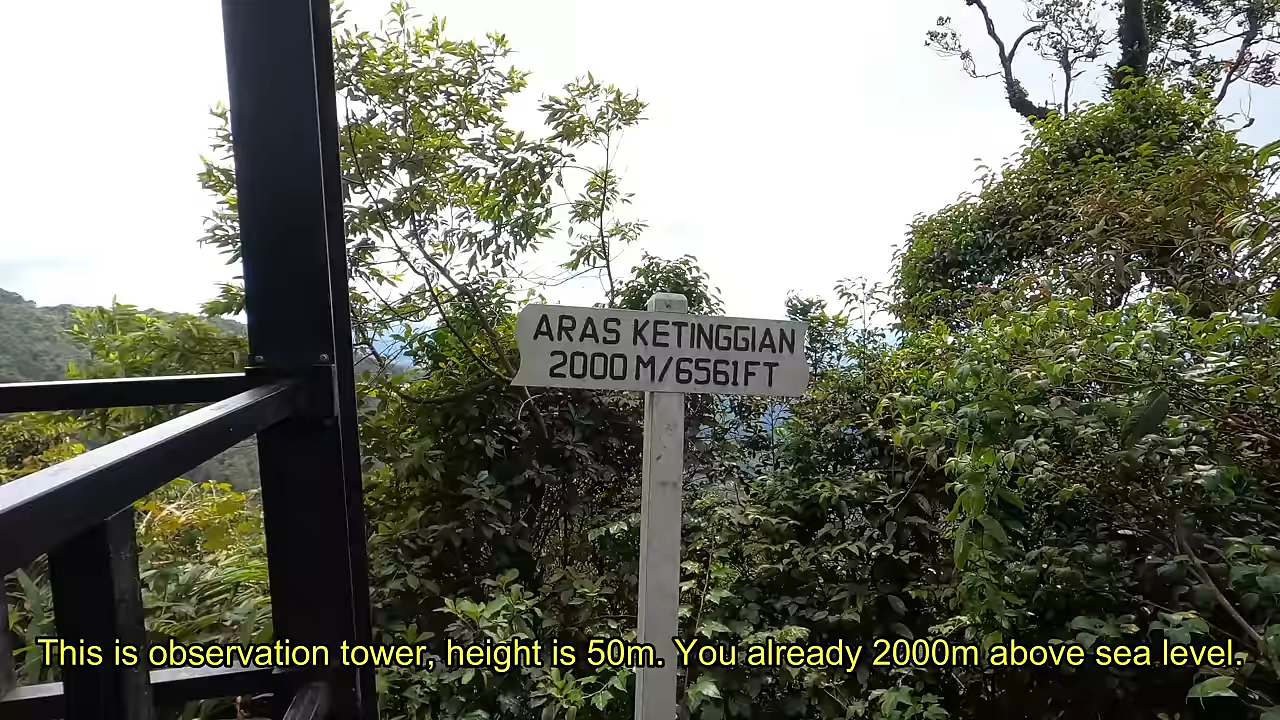 ARAS KETINGGIAN
2000 M/6561FT
This is observation tower, height is 50m. You already 2000m above sea level.